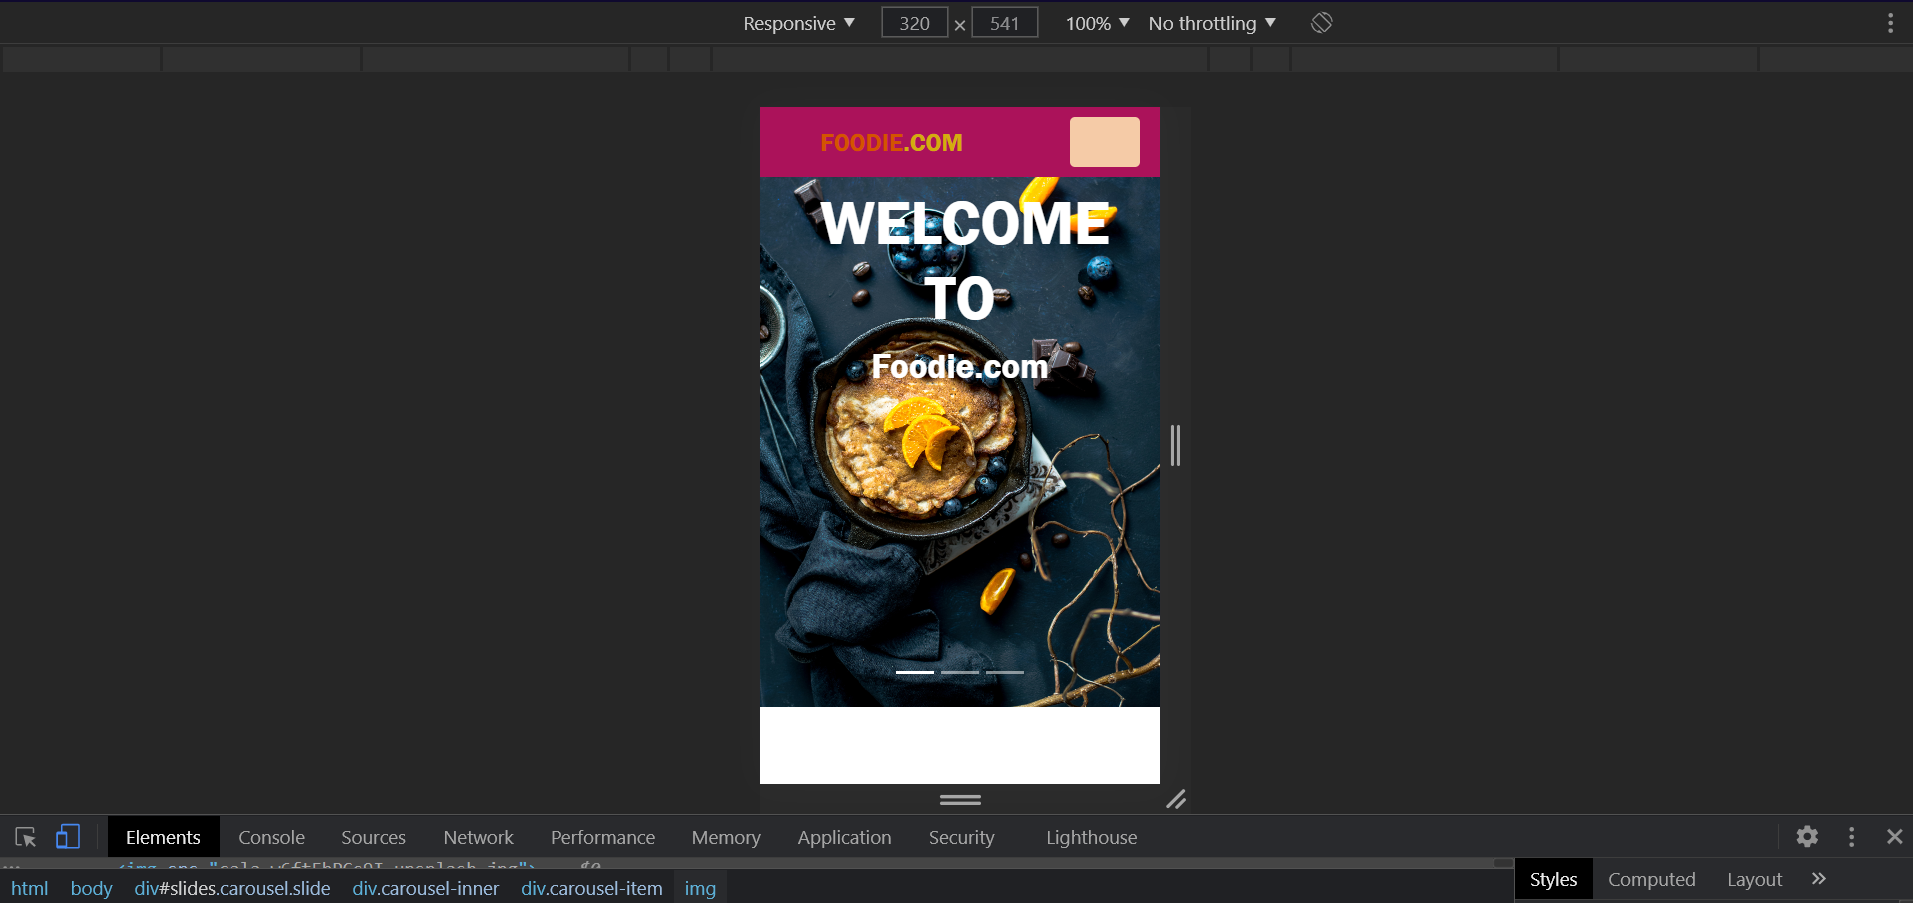 Responsive 320 × 541 100% No throttling
FOODIE.COM
WELCOME
TO
Foodie.com
Elements Console Sources Network Performance Memory Application Security Lighthouse
html body div#slides.carousel.slide div.carousel-inner div.carousel-item img
Styles Computed Layout